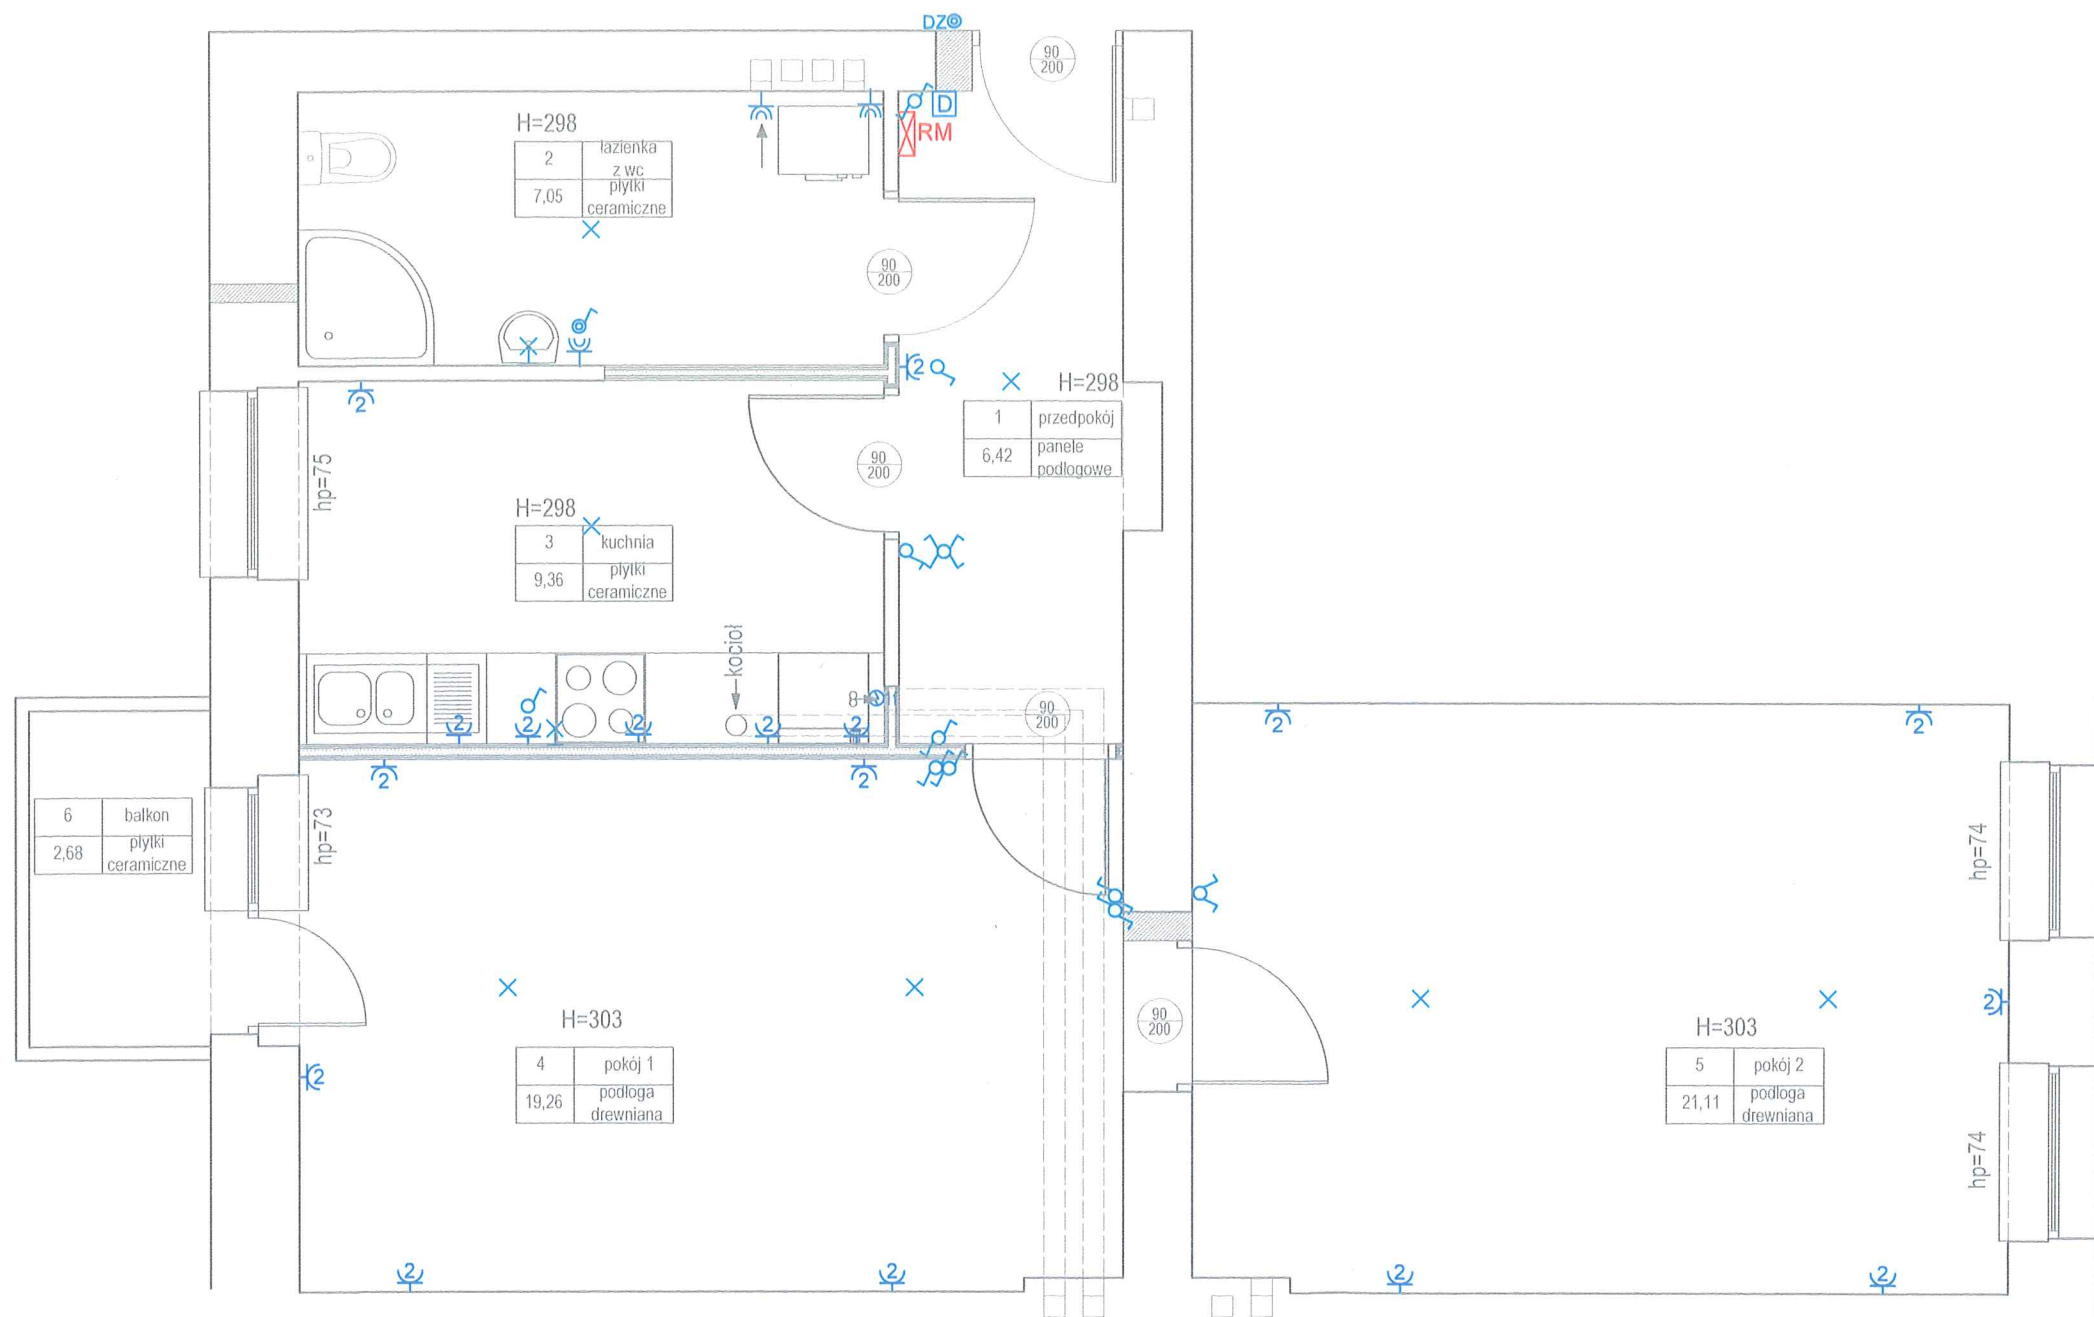 DZ
90
200
D
RM
H=298
2
łazienka
z wc
7,05
płytki
ceramiczne
90
200
2
2
H=298
1
przedpokój
6,42
panele
podłogowe
90
200
hp=75
H=298
3
kuchnia
9,36
płytki
ceramiczne
kocioł
8
90
200
2
2
2
2
2
2
2
2
2
6
balkon
2,68
płytki
ceramiczne
hp=73
hp=74
2
H=303
4
pokój 1
19,26
podłoga
drewniana
90
200
H=303
5
pokój 2
21,11
podłoga
drewniana
2
hp=74
2
2
2
2